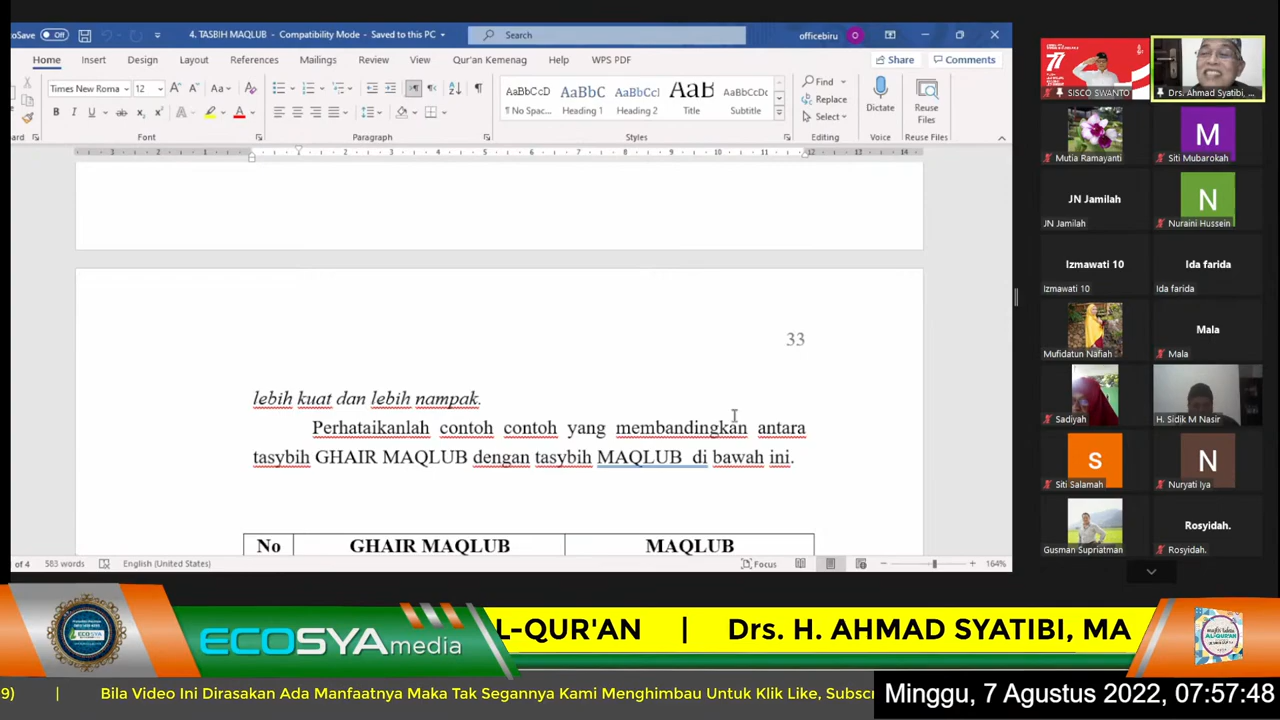 coSave Off
4. TASBIH MAQLUB - Compatibility Mode - Saved to this PC
Search
officebiru O
Home Insert Design Layout References Mailings Review View Qur'an Kemenag Help WPS PDF
Share Comments
Times New Roma 12
AaBbCcD AaBbC AaBbCcl AaB AaBbCcD
¶ No Spac... Heading 1 Heading 2 Title Subtitle
Find
Replace
Select
Dictate
Reuse
Files
Font Paragraph Styles Editing Voice Reuse Files
33
lebih kuat dan lebih nampak.
Perhataikanlah contoh contoh yang membandingkan antara
tasybih GHAIR MAQLUB dengan tasybih MAQLUB di bawah ini.
No GHAIR MAQLUB MAQLUB
of 4 583 words English (United States) Focus 164%
SISCO SWANTO
Drs. Ahmad Syatibi, ...
Mutia Ramayanti
M
Siti Mubarokah
JN Jamilah
JN Jamilah
N
Nuraini Hussein
Izmawati 10
Izmawati 10
Ida farida
Ida farida
Mufidatun Nafiah
Mala
Mala
Sadiyah
H. Sidik M Nasir
S
Siti Salamah
N
Nuryati Iya
Gusman Supriatman
Rosyidah.
Rosyidah.
ECOSYA media
L-QUR'AN | Drs. H. AHMAD SYATIBI, MA
9) | Bila Video Ini Dirasakan Ada Manfaatnya Maka Tak Segannya Kami Menghimbau Untuk Klik Like, Subscr
Minggu, 7 Agustus 2022, 07:57:48